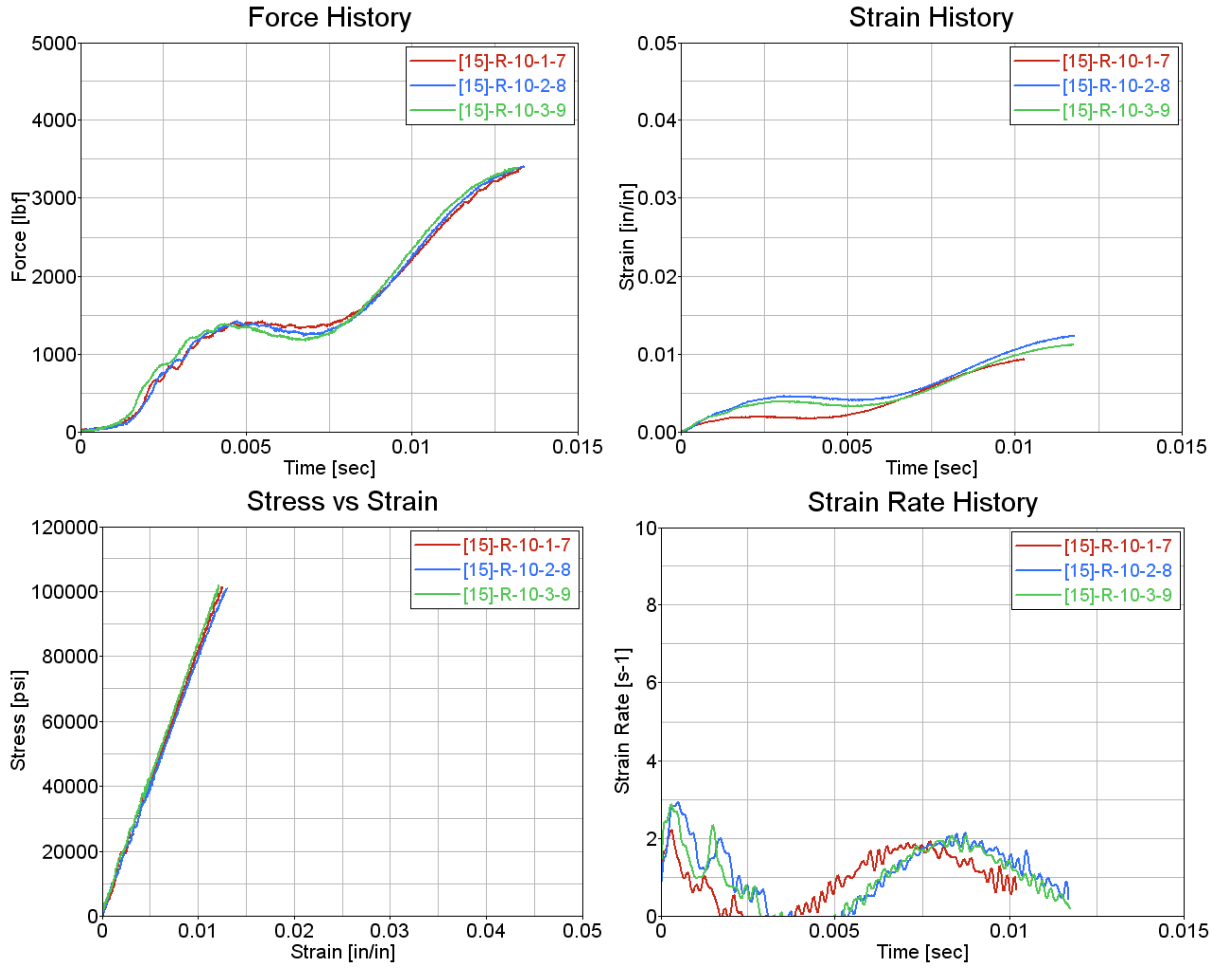 Force History
5000
4000
3000
2000
1000
0
0
0.005
0.01
0.015
Force [lbf]
Time [sec]
[15]-R-10-1-7
[15]-R-10-2-8
[15]-R-10-3-9
Strain History
0.05
0.04
0.03
0.02
0.01
0.00
0
0.005
0.01
0.015
Strain [in/in]
Time [sec]
[15]-R-10-1-7
[15]-R-10-2-8
[15]-R-10-3-9
Stress vs Strain
120000
100000
80000
60000
40000
20000
0
0
0.01
0.02
0.03
0.04
0.05
Stress [psi]
Strain [in/in]
[15]-R-10-1-7
[15]-R-10-2-8
[15]-R-10-3-9
Strain Rate History
10
8
6
4
2
0
0
0.005
0.01
0.015
Strain Rate [s-1]
Time [sec]
[15]-R-10-1-7
[15]-R-10-2-8
[15]-R-10-3-9